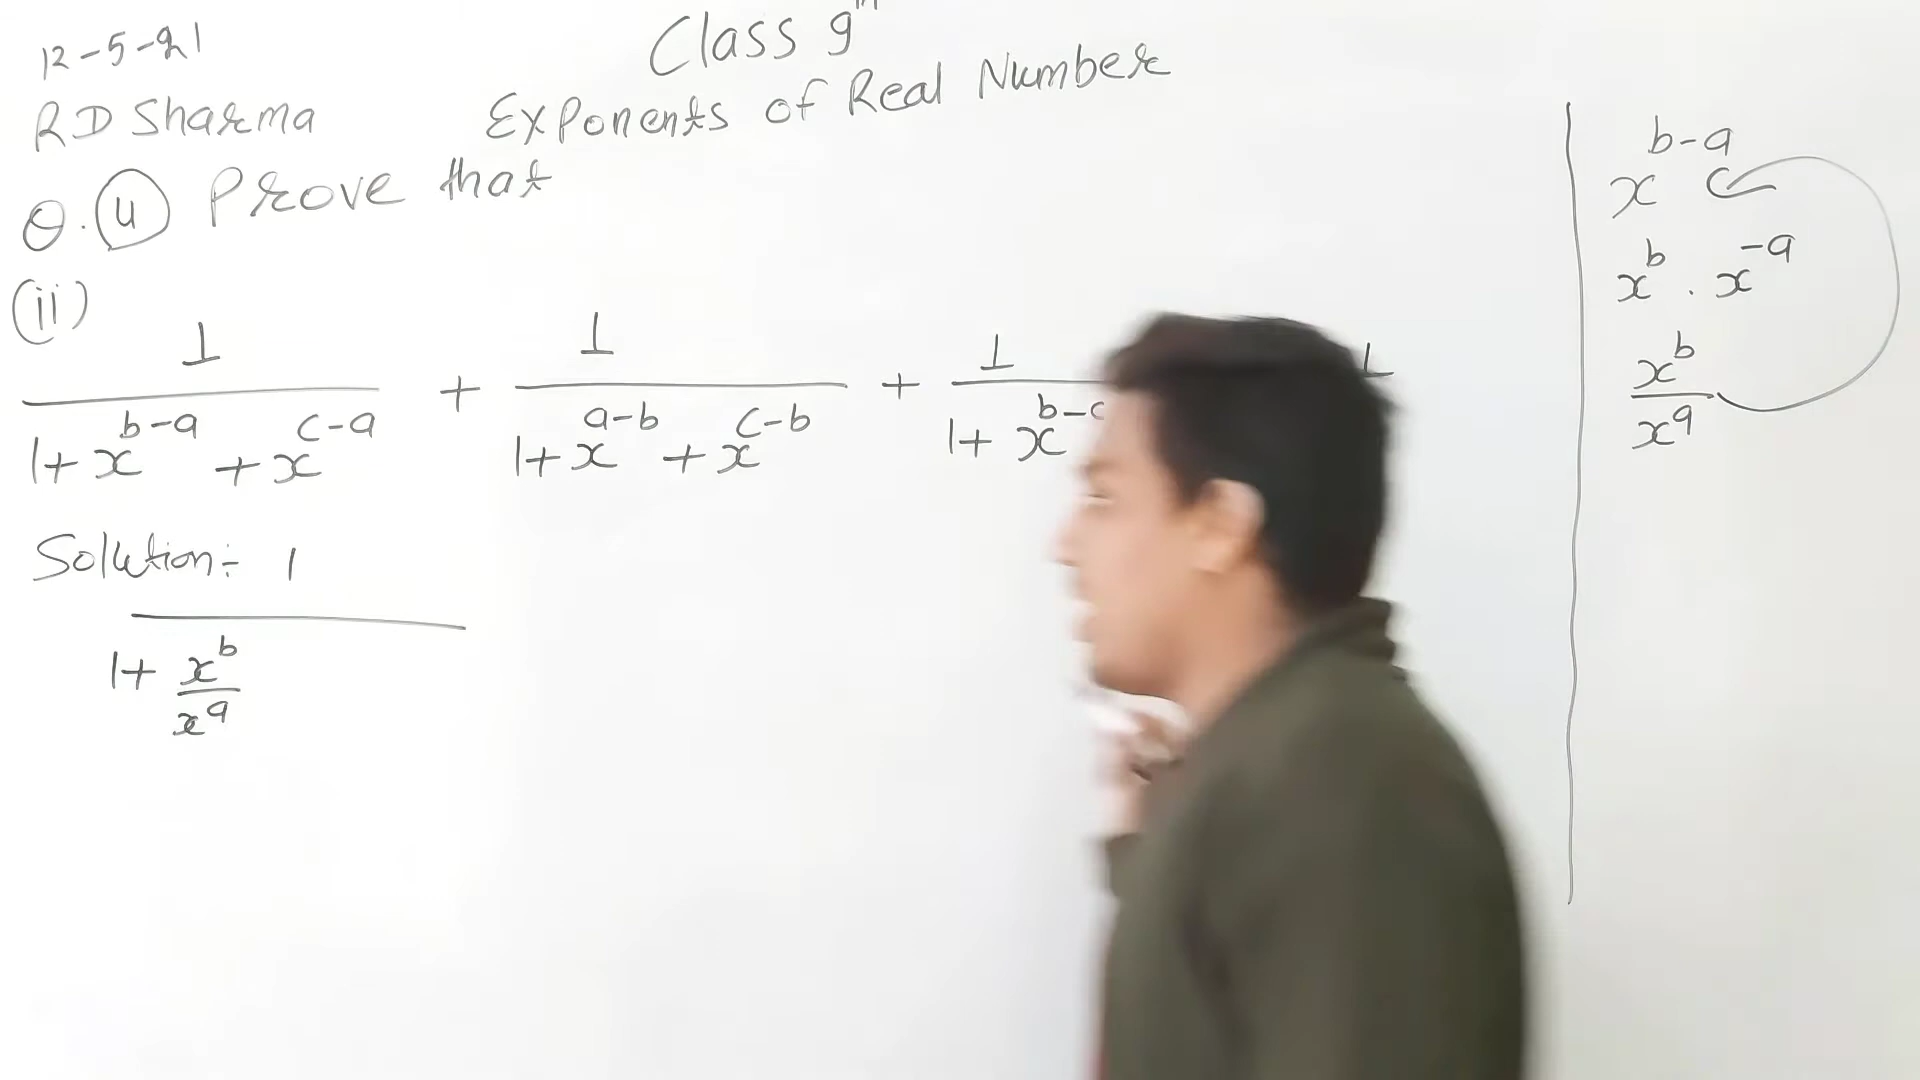 12-5-21
Class 9th
RD Sharma
Exponents of Real Number
Q. 4 Prove that
(ii)
1/(1+x^(b-a)+x^(c-a)) + 1/(1+x^(a-b)+x^(c-b)) + 1/(1+x^(b-c) 1
Solution:- 1/(1+x^b/x^a)
x^(b-a)
x^b . x^(-a)
x^b/x^a